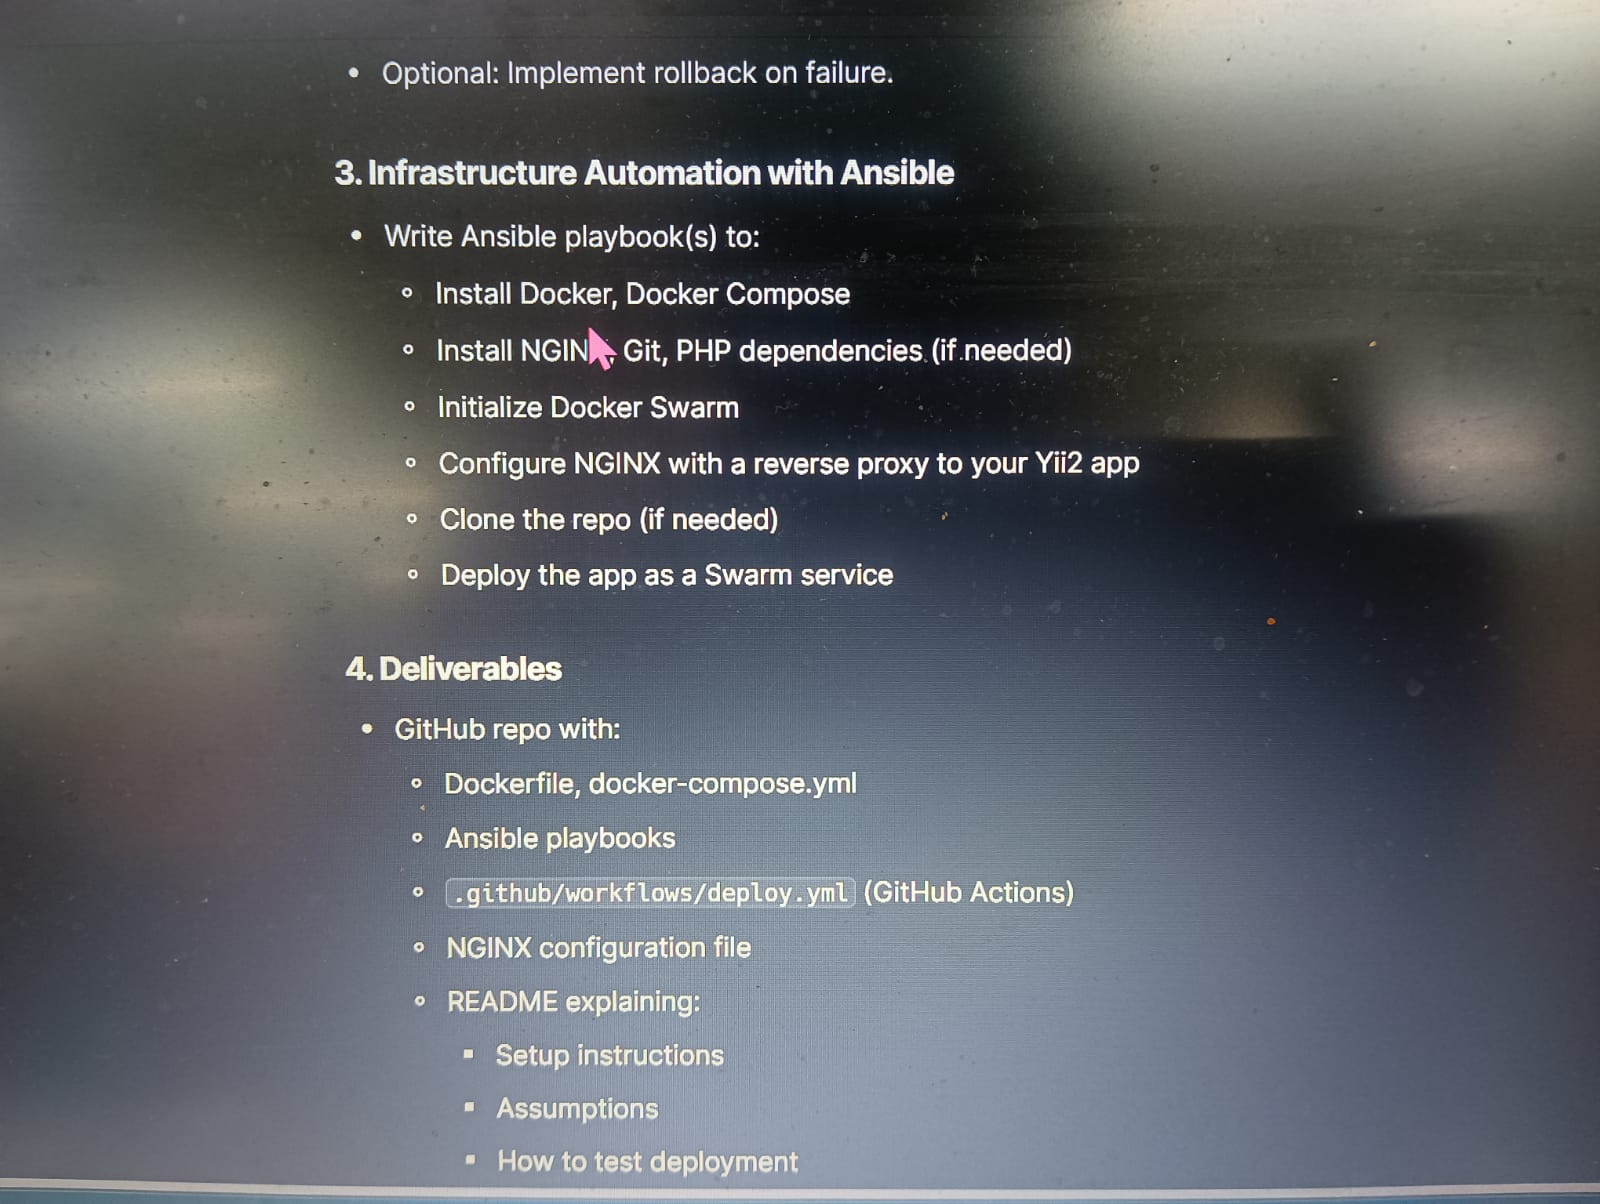 • Optional: Implement rollback on failure.
3. Infrastructure Automation with Ansible
• Write Ansible playbook(s) to:
◦ Install Docker, Docker Compose
◦ Install NGIN , Git, PHP dependencies (if needed)
◦ Initialize Docker Swarm
◦ Configure NGINX with a reverse proxy to your Yii2 app
◦ Clone the repo (if needed)
◦ Deploy the app as a Swarm service
4. Deliverables
• GitHub repo with:
◦ Dockerfile, docker-compose.yml
◦ Ansible playbooks
◦ .github/workflows/deploy.yml (GitHub Actions)
◦ NGINX configuration file
◦ README explaining:
▪ Setup instructions
▪ Assumptions
▪ How to test deployment